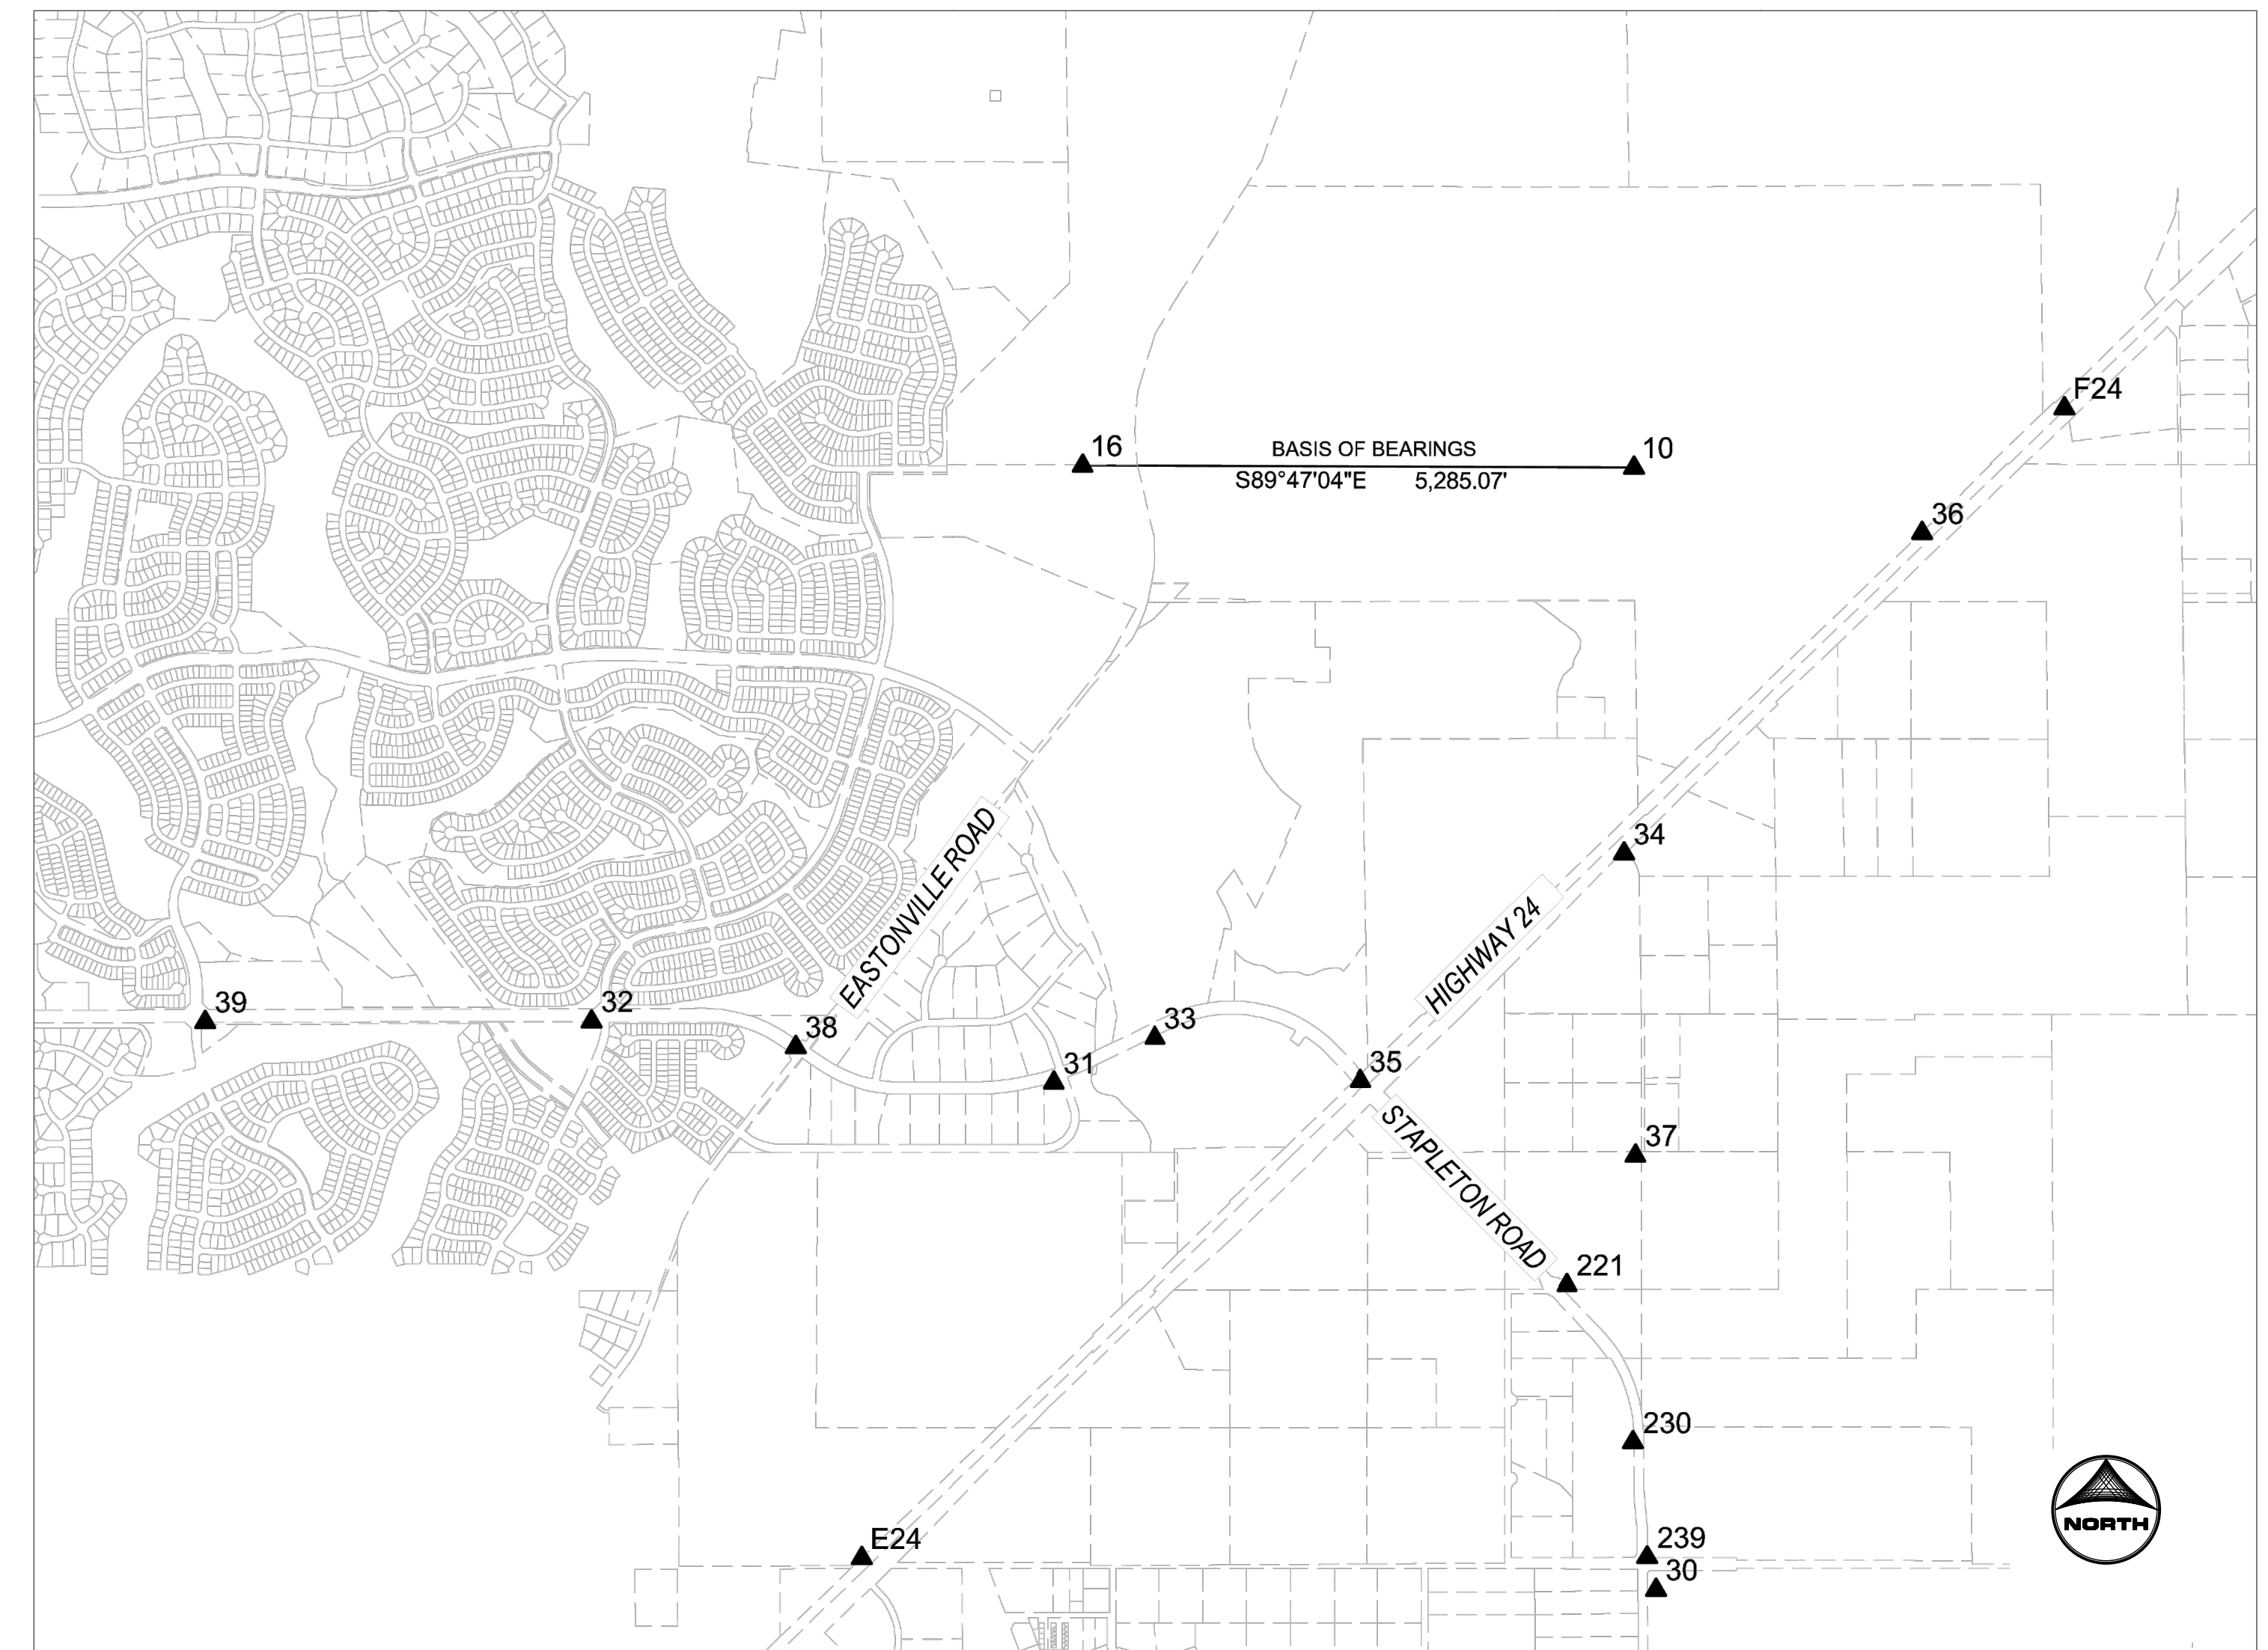 F24
16
BASIS OF BEARINGS
10
S89°47'04"E 5,285.07'
36
EASTONVILLE ROAD
34
HIGHWAY 24
39
32
38
33
31
35
STAPLETON ROAD
37
221
230
NORTH
E24
239
30